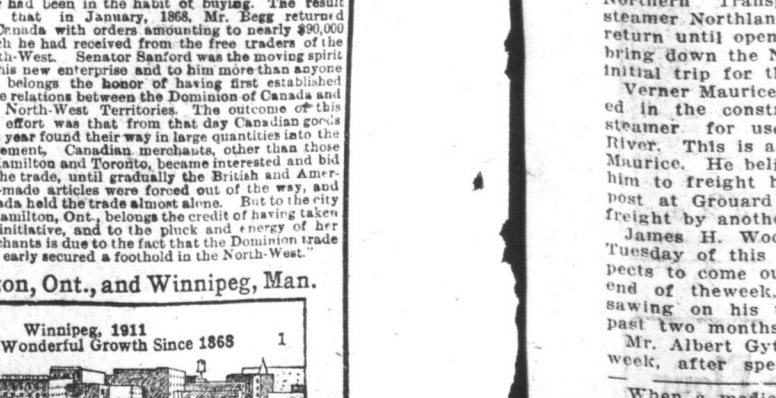 had been in the habit of buying. The result
that in January, 1868, Mr. Begg returned
Canada with orders amounting to nearly $90,000
he had received from the free traders of the
th-West. Senator Sanford was the moving spirit
his new enterprise and to him more than anyone
belongs the honor of having first established
relations between the Dominion of Canada and
North-West Territories. The outcome of this
effort was that from that day Canadian goods
year found their way in large quantities into the
ement, Canadian merchants, other than those
Hamilton and Toronto, became interested and bid
he trade, until gradually the British and Amer-
-made articles were forced out of the way, and
ada held the trade almost alone. But to the city
amilton, Ont., belongs the credit of having taken
initiative, and to the pluck and energy of her
chants is due to the fact that the Dominion trade
early secured a foothold in the North-West."
on, Ont., and Winnipeg, Man.
Winnipeg, 1911
Wonderful Growth Since 1868
1
Northern Trans
steamer Northlan
return until open
bring down the N
initial trip for th
Verner Maurice
ed in the consti
steamer for use
River. This is a
Maurice. He beli
him to freight h
post at Grouard
freight by anothe
James H. Woo
Tuesday of this
pects to come ou
end of theweek.
sawing on his
past two months
Mr. Albert Gyt
week, after spe
When a medic